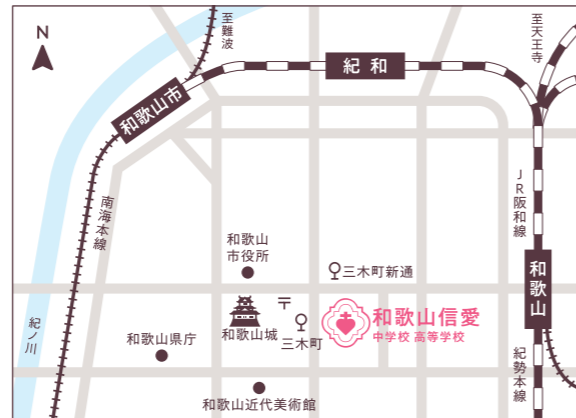 N
至難波
至天王寺
紀和
和歌山市
南海本線
JR阪和線
和歌山
市役所
三木町新通
和歌山
〒
和歌山信愛
中学校 高等学校
紀ノ川
和歌山県庁
和歌山城
三木町
紀勢本線
和歌山近代美術館